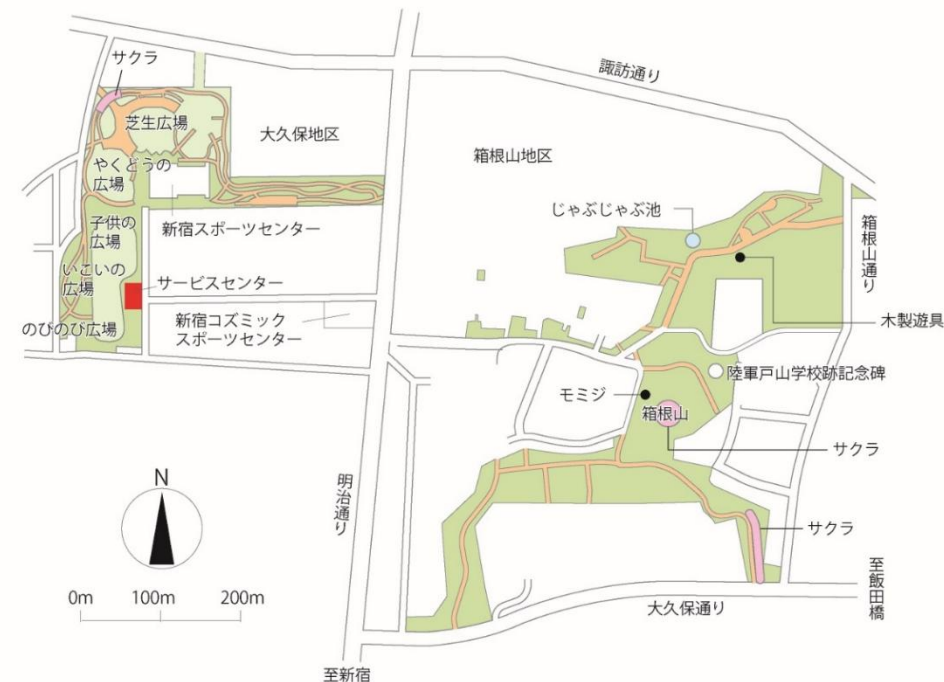 サクラ
諏訪通り
芝生広場
大久保地区
箱根山地区
やくどうの
広場
じゃぶじゃぶ池
子供の
広場
新宿スポーツセンター
箱根山通り
いこいの
広場
サービスセンター
のびのび広場
新宿コズミック
スポーツセンター
木製遊具
陸軍戸山学校跡記念碑
モミジ
箱根山
サクラ
N
明治通り
サクラ
至飯田橋
0m 100m 200m
大久保通り
至新宿